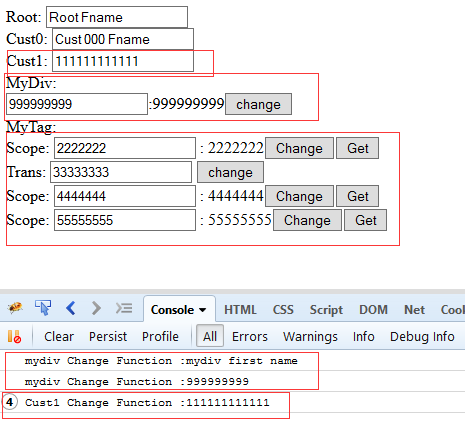 Root: Root Fname
Cust0: Cust 000 Fname
Cust1: 111111111111
MyDiv:
999999999 :999999999 change
MyTag:
Scope: 2222222 : 2222222 Change Get
Trans: 33333333 change
Scope: 4444444 : 4444444 Change Get
Scope: 55555555 : 55555555 Change Get
Console HTML CSS Script DOM Net Cook
Clear Persist Profile All Errors Warnings Info Debug Info
mydiv Change Function :mydiv first name
mydiv Change Function :999999999
4 Cust1 Change Function :111111111111